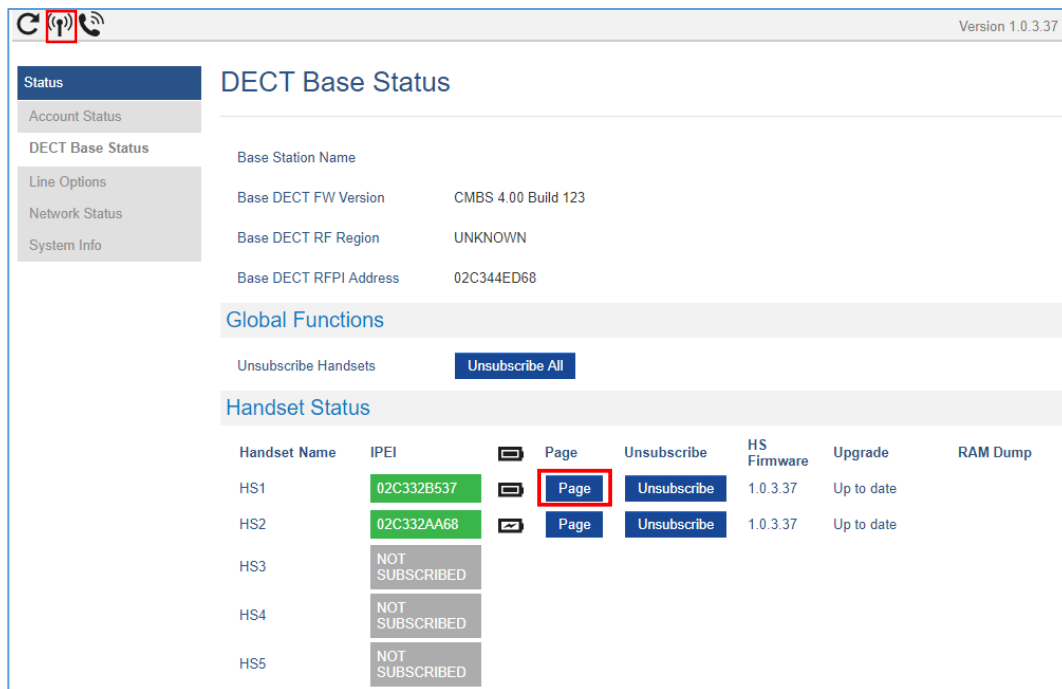 Version 1.0.3.37
Status
Account Status
DECT Base Status
Line Options
Network Status
System Info
DECT Base Status
Base Station Name
Base DECT FW Version CMBS 4.00 Build 123
Base DECT RF Region UNKNOWN
Base DECT RFPI Address 02C344ED68
Global Functions
Unsubscribe Handsets Unsubscribe All
Handset Status
Handset Name IPEI Page Unsubscribe HS Firmware Upgrade RAM Dump
HS1 02C332B537 Page Unsubscribe 1.0.3.37 Up to date
HS2 02C332AA68 Page Unsubscribe 1.0.3.37 Up to date
HS3 NOT SUBSCRIBED
HS4 NOT SUBSCRIBED
HS5 NOT SUBSCRIBED